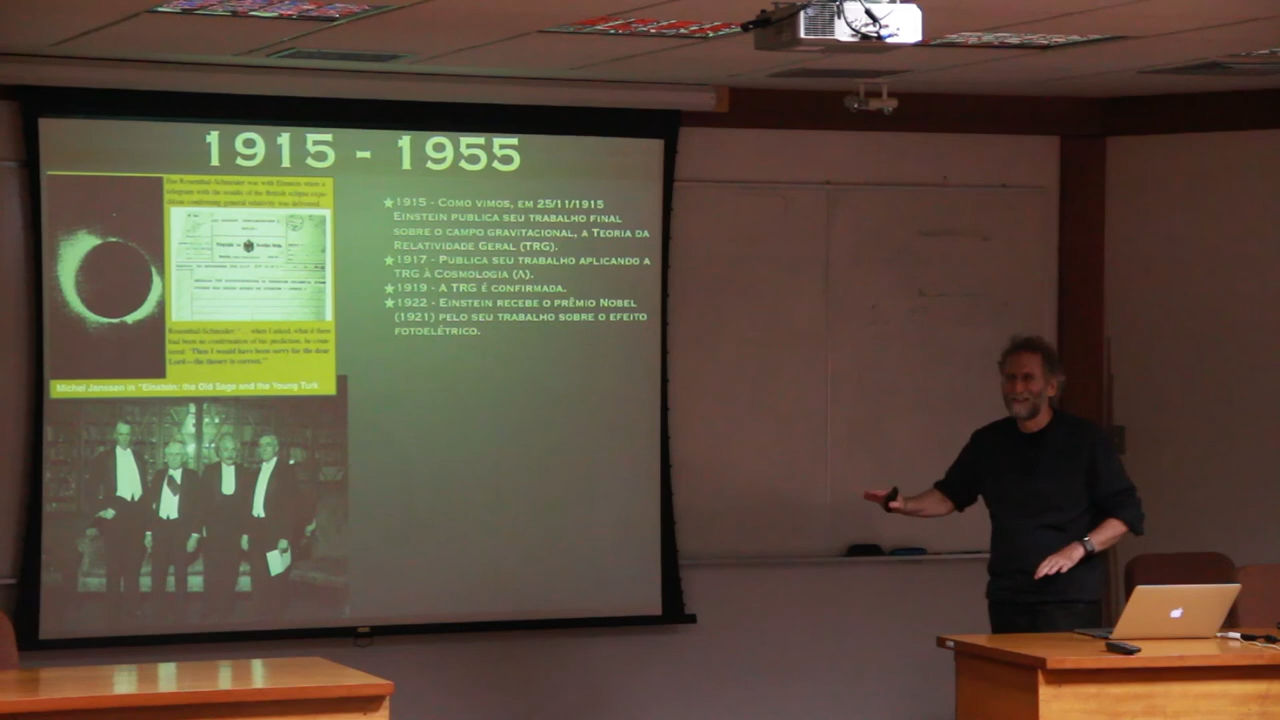 1915 - 1955
The Rosenthal-Schneider was with Einstein when a
telegram with the results of the British eclipse expe-
dition confirming general relativity was delivered
Rosenthal-Schneider: "... when I asked, what if there
had been no confirmation of his prediction, he coun-
tered: "Then I would have been sorry for the dear
Lord—the theory is correct.""
Michel Janssen in "Einstein: the Old Sage and the Young Turk
★1915 - Como vimos, em 25/11/1915
Einstein publica seu trabalho final
sobre o campo gravitacional, a Teoria da
Relatividade Geral (TRG).
★1917 - Publica seu trabalho aplicando a
TRG à Cosmologia (Λ).
★1919 - A TRG é confirmada.
★1922 - Einstein recebe o prêmio Nobel
(1921) pelo seu trabalho sobre o efeito
fotoelétrico.